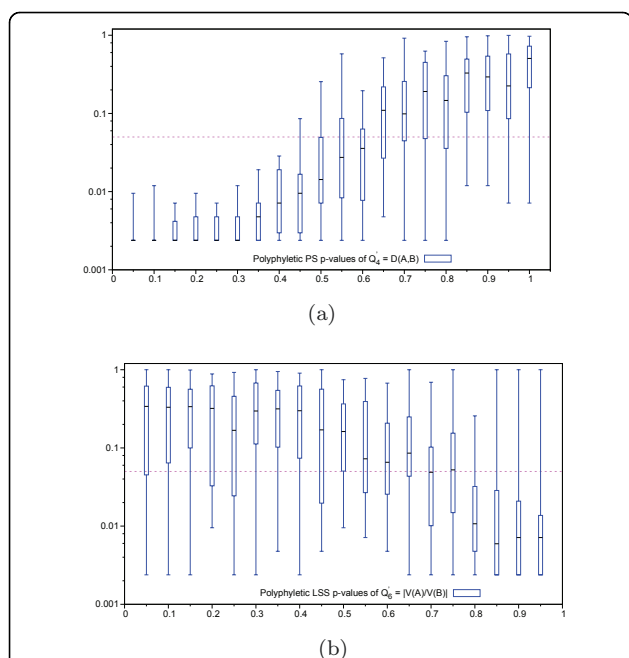 1
0.1
0.01
0.001
Polyphyletic PS p-values of Q'4 = D(A,B)
0 0.1 0.2 0.3 0.4 0.5 0.6 0.7 0.8 0.9 1
(a)
1
0.1
0.01
0.001
Polyphyletic LSS p-values of Q'6 = |V(A)/V(B)|
0 0.1 0.2 0.3 0.4 0.5 0.6 0.7 0.8 0.9 1
(b)